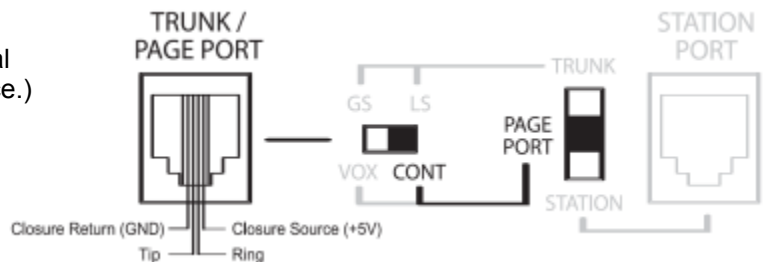 al
e.)
TRUNK /
PAGE PORT
STATION
PORT
TRUNK
GS LS
PAGE
PORT
VOX CONT
STATION
Closure Return (GND)
Closure Source (+5V)
Tip
Ring